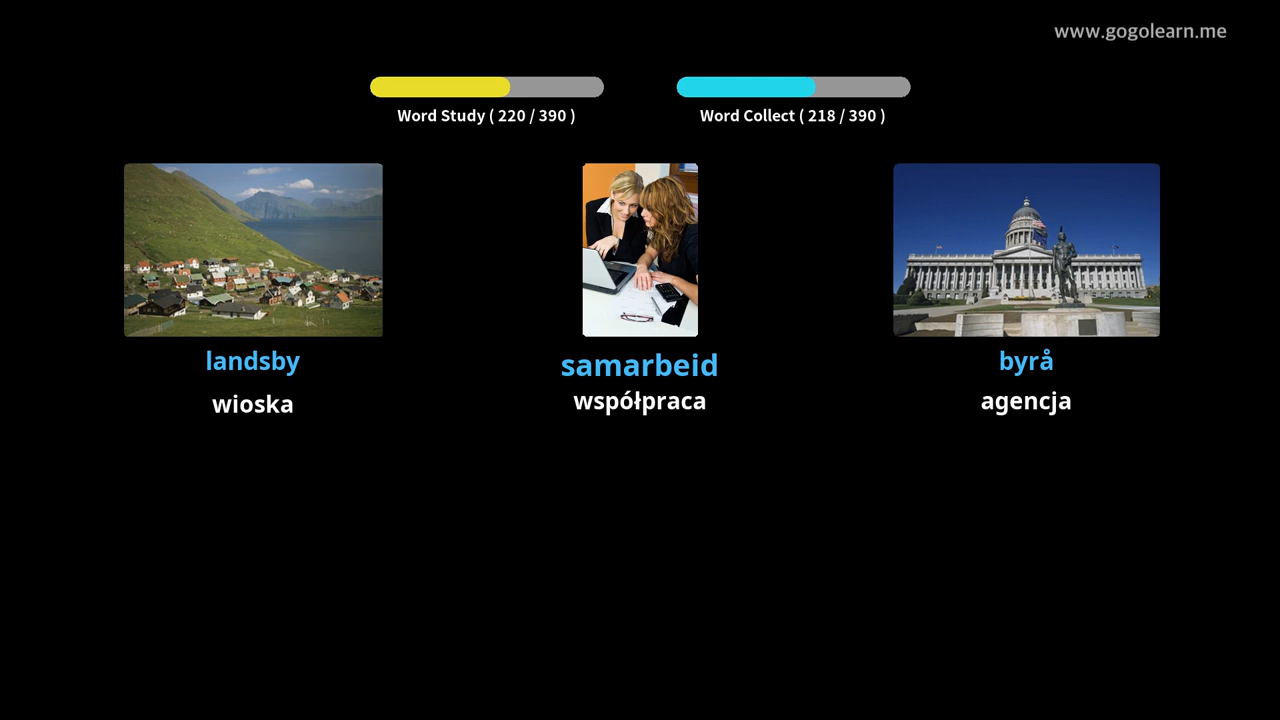 www.gogolearn.me
Word Study ( 220 / 390 )
Word Collect ( 218 / 390 )
landsby
wioska
samarbeid
współpraca
byrå
agencja